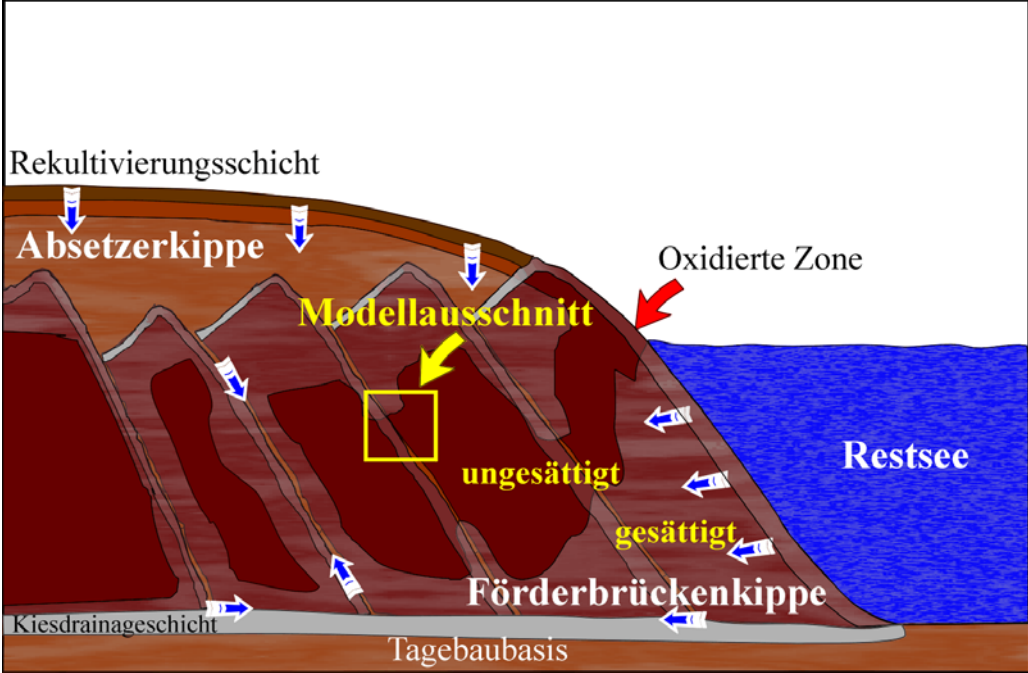 Rekultivierungsschicht
Absetzerkippe
Oxidierte Zone
Modellausschnitt
Restsee
ungesättigt
gesättigt
Förderbrückenkippe
Kiesdrainageschicht
Tagebaubasis